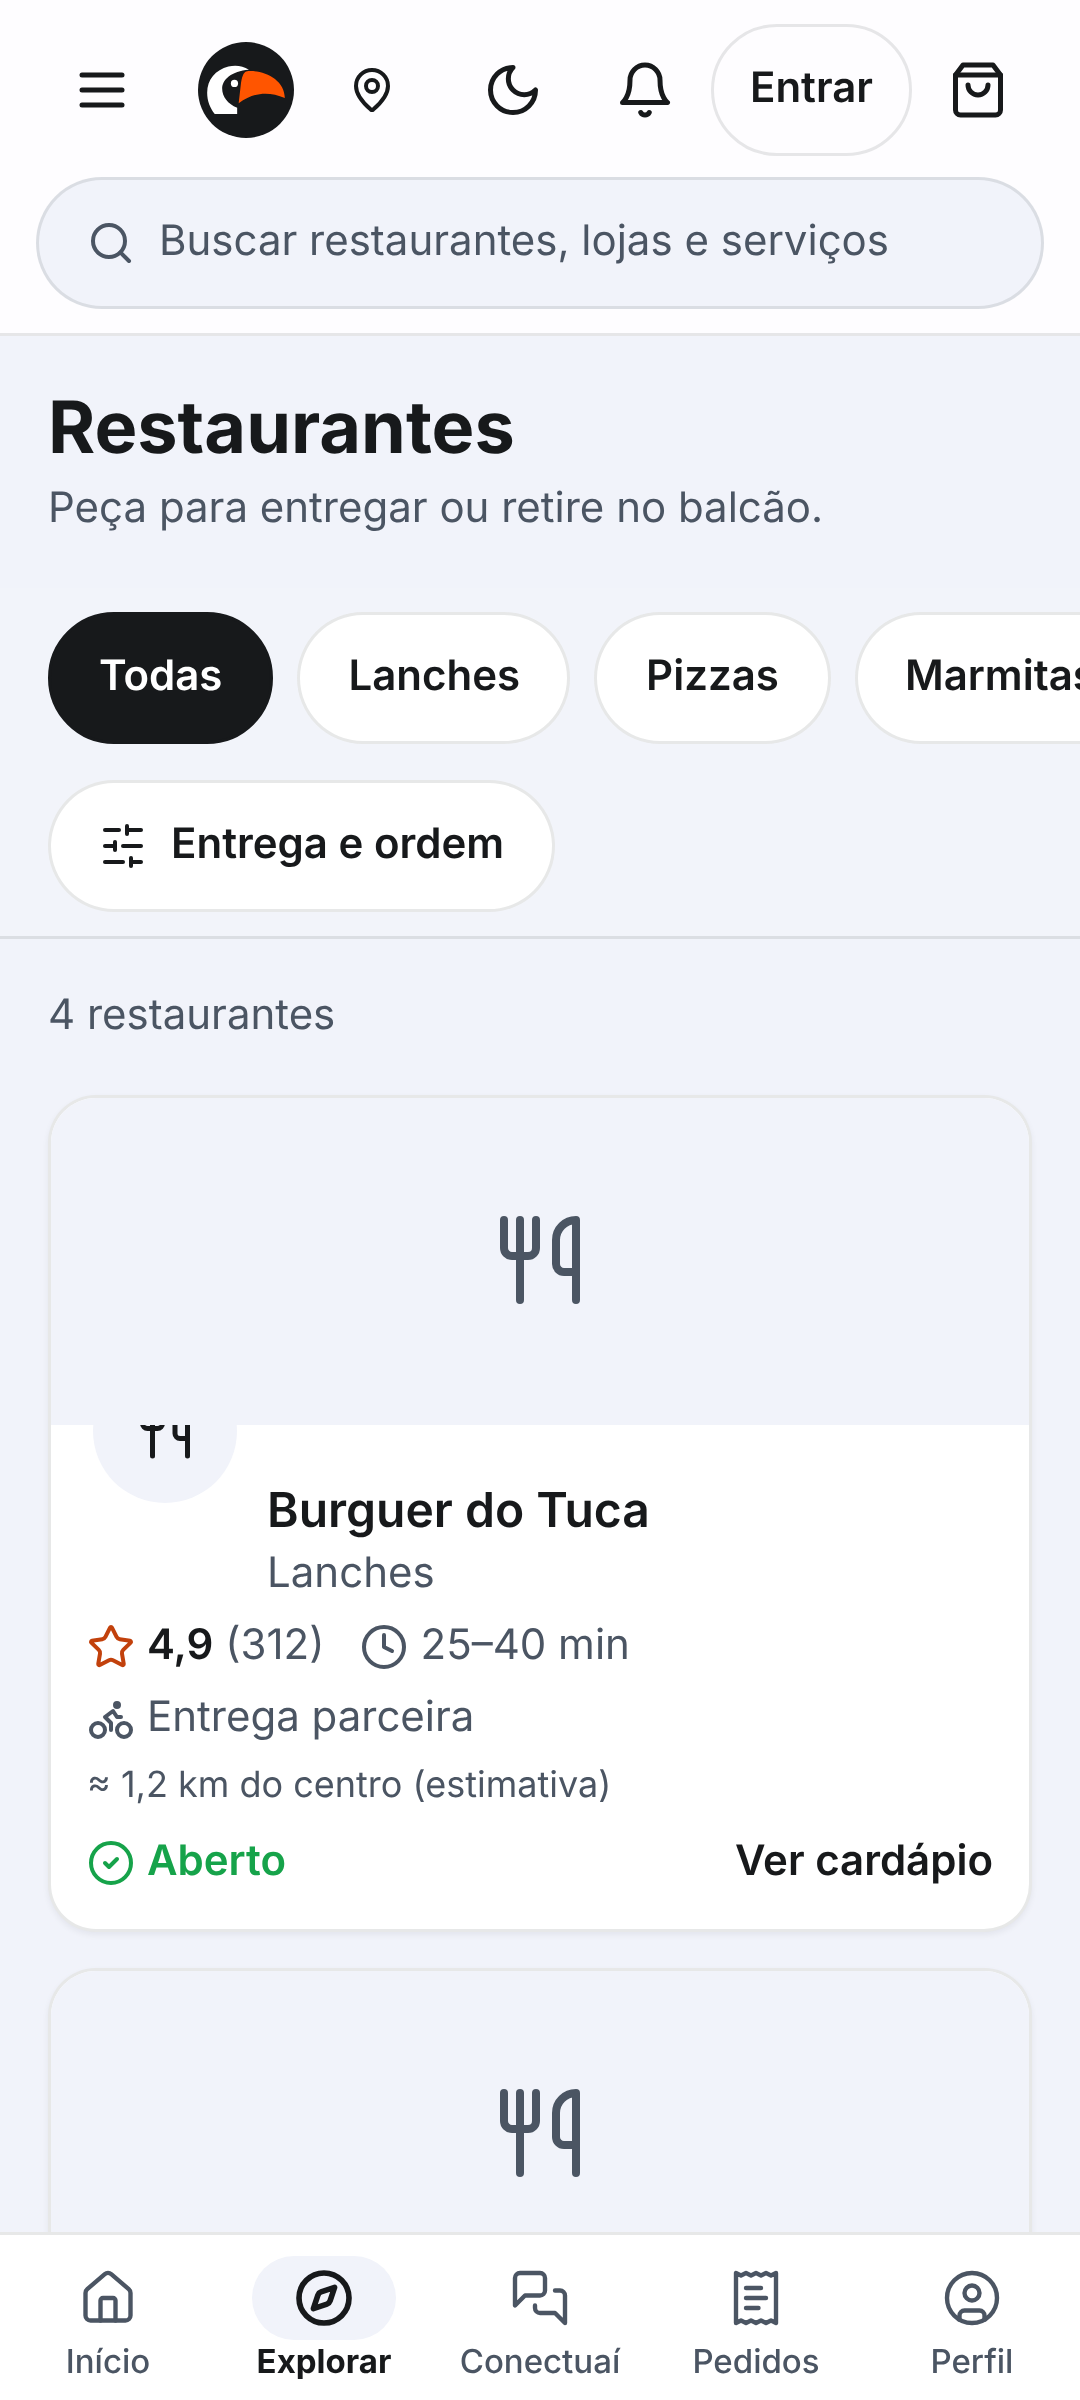 Entrar
Buscar restaurantes, lojas e serviços
Restaurantes
Peça para entregar ou retire no balcão.
Todas
Lanches
Pizzas
Marmitas
Entrega e ordem
4 restaurantes
Burguer do Tuca
Lanches
4,9 (312) 25–40 min
Entrega parceira
≈ 1,2 km do centro (estimativa)
Aberto
Ver cardápio
Início
Explorar
Conectuaí
Pedidos
Perfil